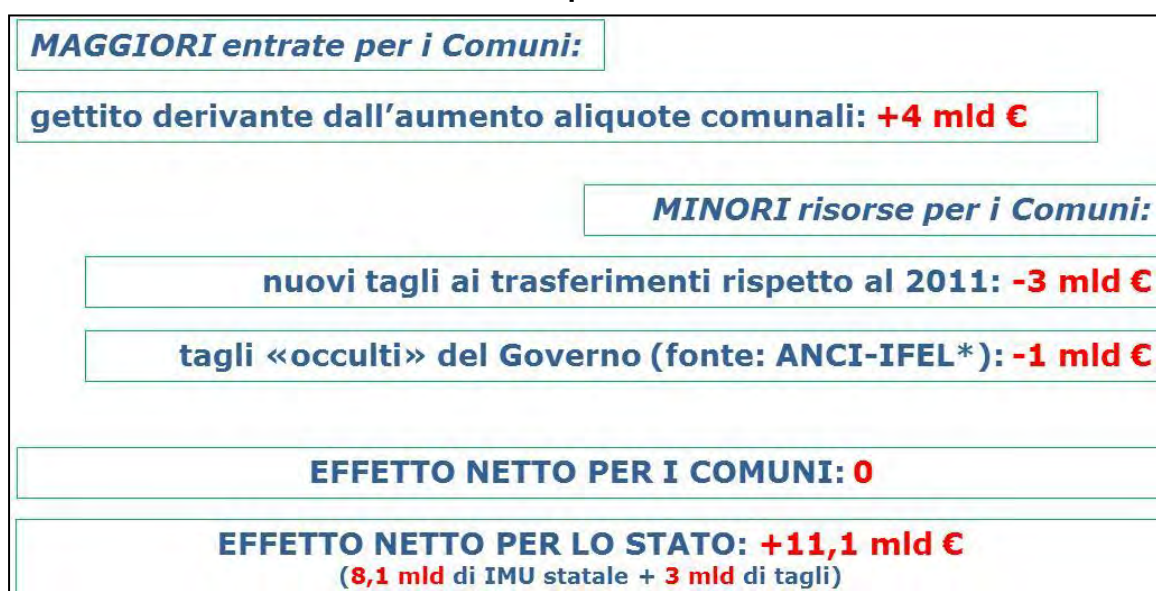 MAGGIORI entrate per i Comuni:
gettito derivante dall'aumento aliquote comunali: +4 mld €
MINORI risorse per i Comuni:
nuovi tagli ai trasferimenti rispetto al 2011: -3 mld €
tagli «occulti» del Governo (fonte: ANCI-IFEL*): -1 mld €
EFFETTO NETTO PER I COMUNI: 0
EFFETTO NETTO PER LO STATO: +11,1 mld €
(8,1 mld di IMU statale + 3 mld di tagli)